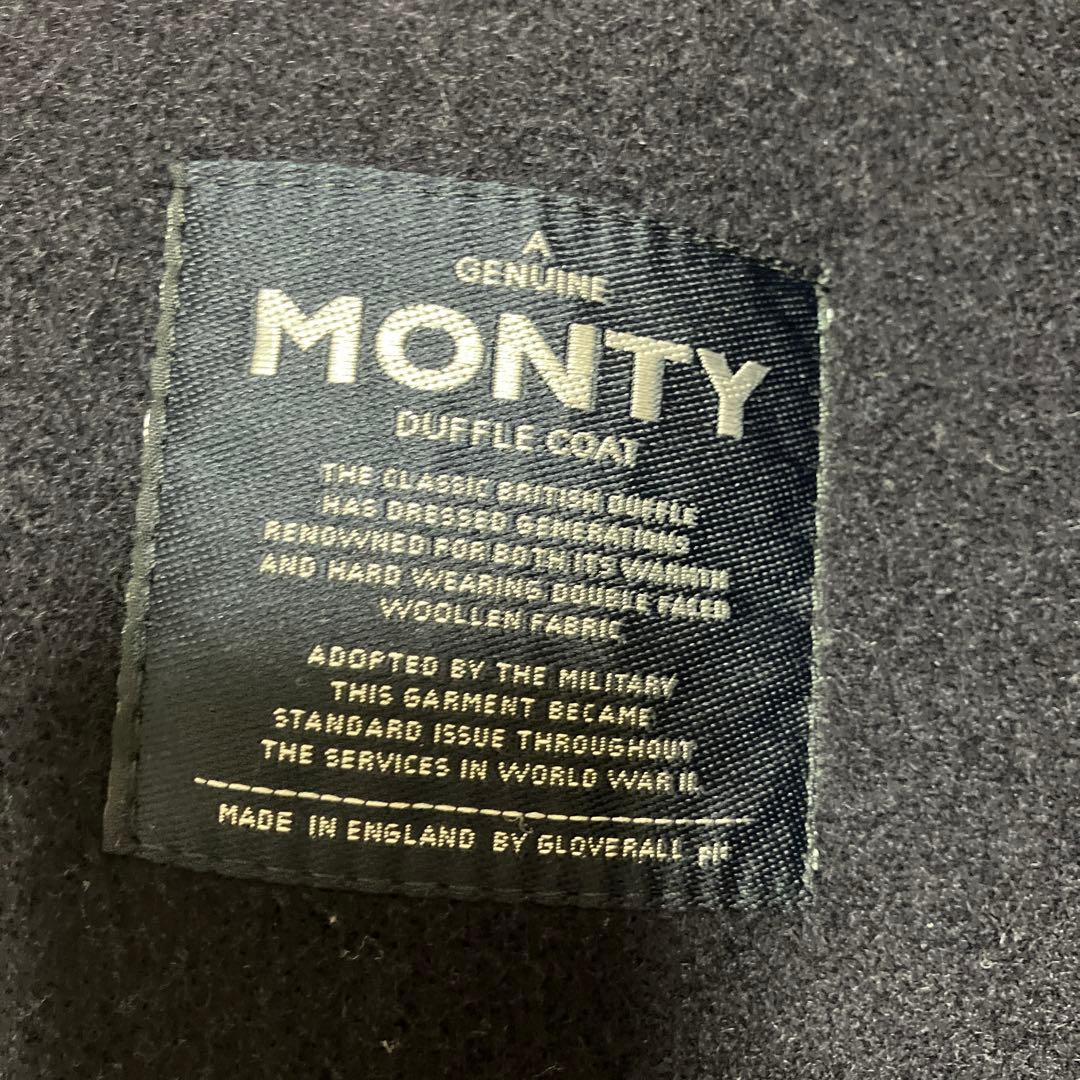 A
GENUINE
MONTY
DUFFLE COAT
THE CLASSIC BRITISH DUFFLE
HAS DRESSED GENERATIONS
RENOWNED FOR BOTH ITS WARMTH
AND HARD WEARING DOUBLE FACED
WOOLLEN FABRIC
ADOPTED BY THE MILITARY
THIS GARMENT BECAME
STANDARD ISSUE THROUGHOUT
THE SERVICES IN WORLD WAR II.
MADE IN ENGLAND BY GLOVERALL plc